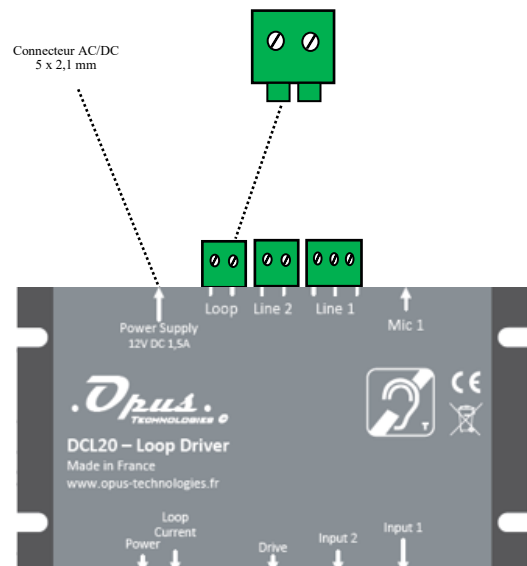 Connecteur AC/DC
5 x 2,1 mm
Loop
Line 2
Line 1
Power Supply
12V DC 1,5A
Mic 1
.Opus.
TECHNOLOGIES ©
T
CE
DCL20 – Loop Driver
Made in France
www.opus-technologies.fr
Loop
Current
Power
Drive
Input 2
Input 1